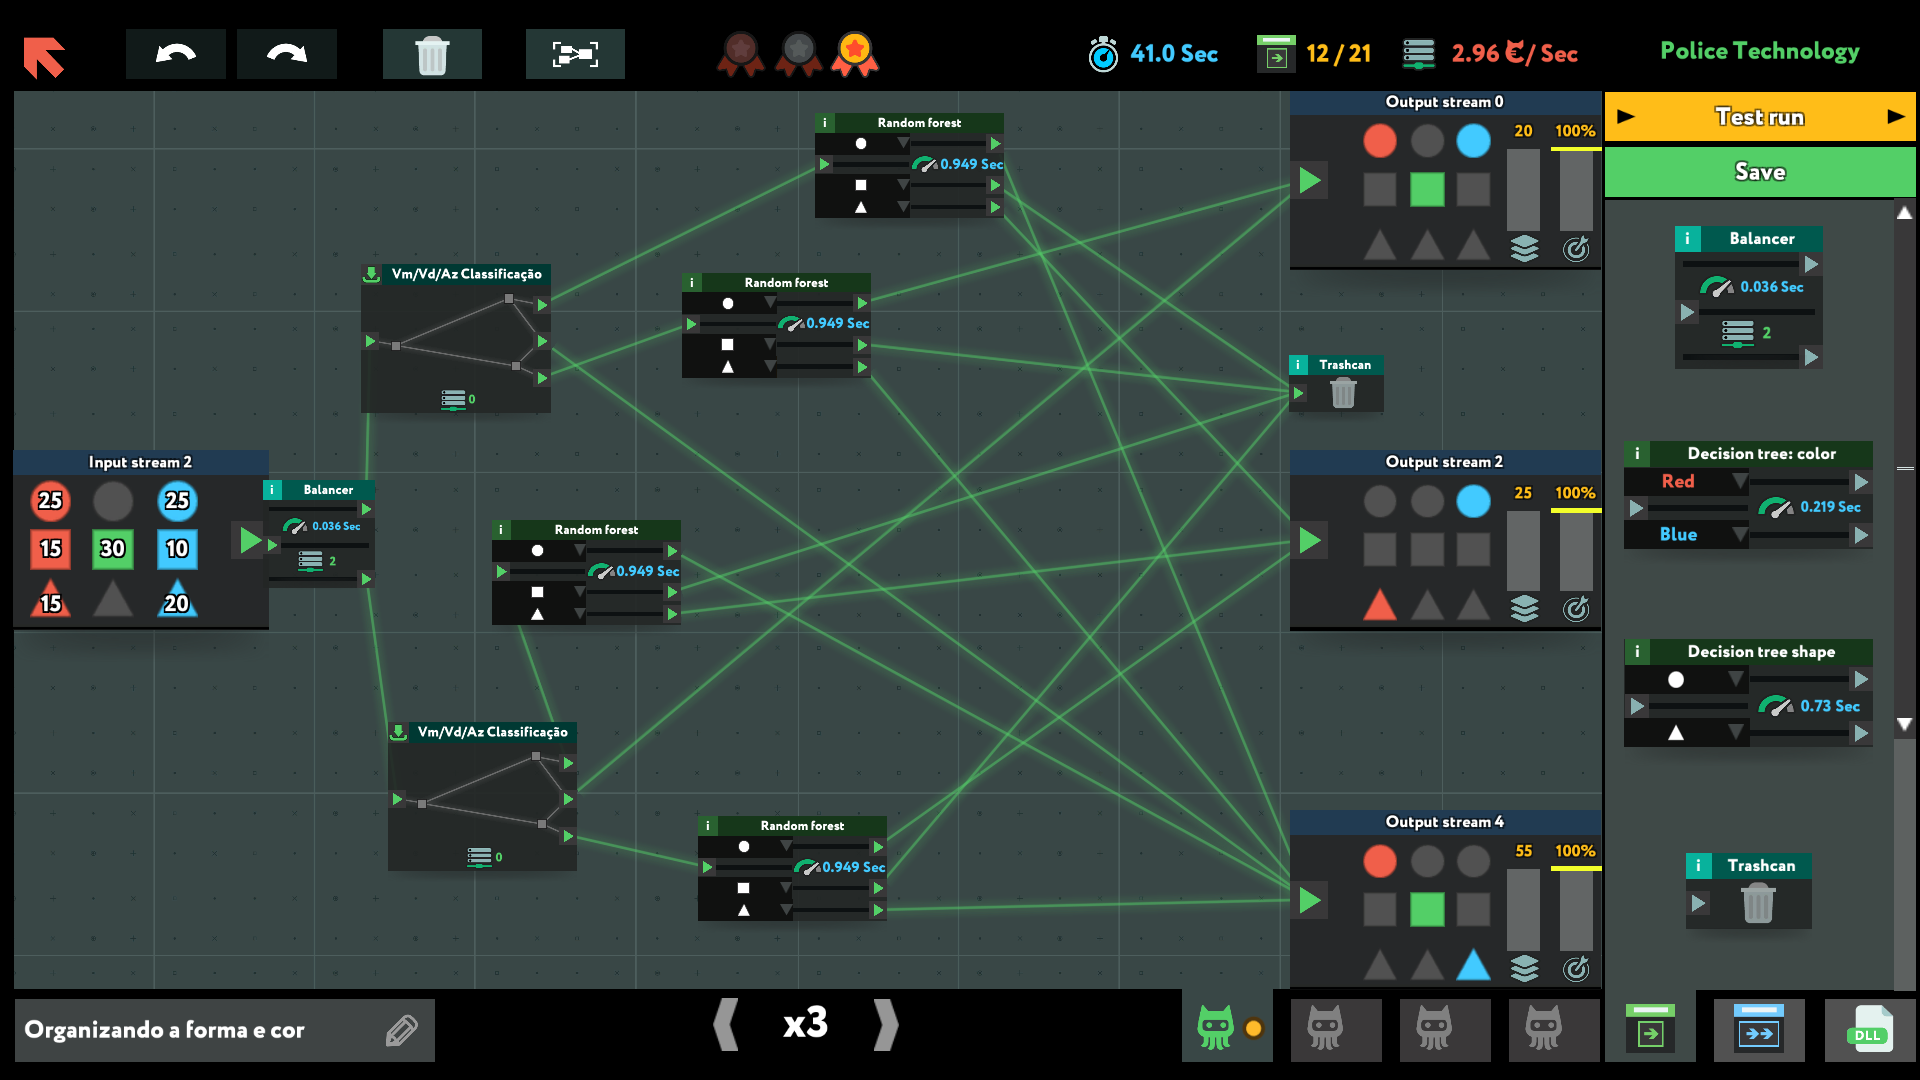 41.0 Sec
12 / 21
2.96 / Sec
Police Technology
Test run
Save
Output stream 0
20
100%
Random forest
0.949 Sec
Vm/Vd/Az Classificação
0
Random forest
0.949 Sec
Balancer
0.036 Sec
2
Trashcan
Input stream 2
25
25
15
30
10
15
20
Balancer
0.036 Sec
2
Random forest
0.949 Sec
Output stream 2
25
100%
Decision tree: color
Red
0.219 Sec
Blue
Decision tree shape
0.73 Sec
Vm/Vd/Az Classificação
0
Random forest
0.949 Sec
Output stream 4
55
100%
Trashcan
Organizando a forma e cor
x3
DLL